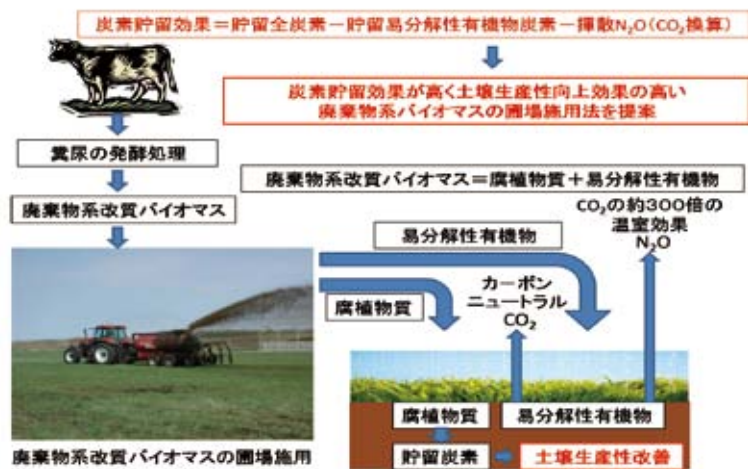 炭素貯留効果＝貯留全炭素－貯留易分解性有機物炭素－揮散N₂O(CO₂換算)
炭素貯留効果が高く土壌生産性向上効果の高い
廃棄物系バイオマスの圃場施用法を提案
糞尿の発酵処理
廃棄物系改質バイオマス＝腐植物質＋易分解性有機物
廃棄物系改質バイオマス
CO₂の約300倍の
温室効果
N₂O
易分解性有機物
腐植物質
カーボン
ニュートラル
CO₂
腐植物質
易分解性有機物
貯留炭素
土壌生産性改善
廃棄物系改質バイオマスの圃場施用